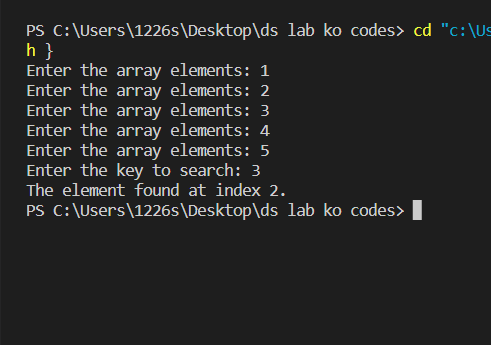 PS C:\Users\1226s\Desktop\ds lab ko codes> cd "c:\Us
h }
Enter the array elements: 1
Enter the array elements: 2
Enter the array elements: 3
Enter the array elements: 4
Enter the array elements: 5
Enter the key to search: 3
The element found at index 2.
PS C:\Users\1226s\Desktop\ds lab ko codes>